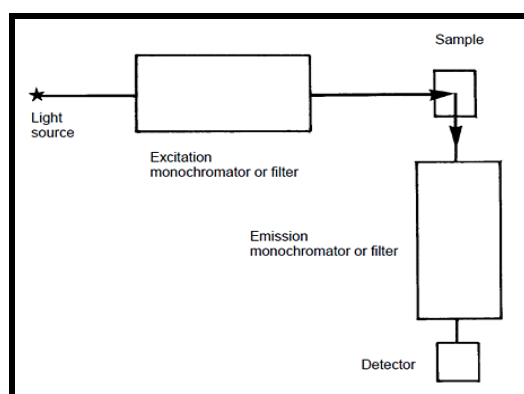 Sample
Light
source
Excitation
monochromator or filter
Emission
monochromator or filter
Detector